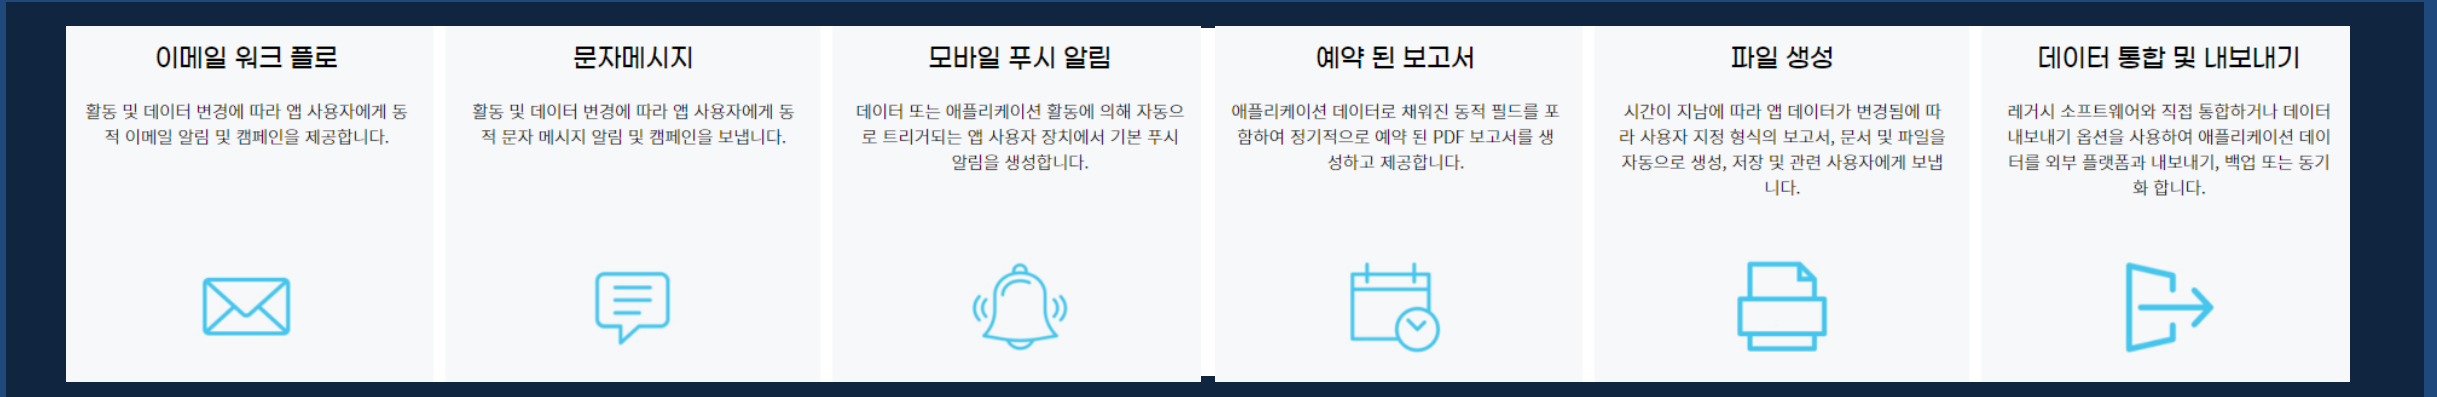 이메일 워크 플로
활동 및 데이터 변경에 따라 앱 사용자에게 동
적 이메일 알림 및 캠페인을 제공합니다.
문자메시지
활동 및 데이터 변경에 따라 앱 사용자에게 동
적 문자 메시지 알림 및 캠페인을 보냅니다.
모바일 푸시 알림
데이터 또는 애플리케이션 활동에 의해 자동으
로 트리거되는 앱 사용자 장치에서 기본 푸시
알림을 생성합니다.
예약 된 보고서
애플리케이션 데이터로 채워진 동적 필드를 포
함하여 정기적으로 예약 된 PDF 보고서를 생
성하고 제공합니다.
파일 생성
시간이 지남에 따라 앱 데이터가 변경됨에 따
라 사용자 지정 형식의 보고서, 문서 및 파일을
자동으로 생성, 저장 및 관련 사용자에게 보냅
니다.
데이터 통합 및 내보내기
레거시 소프트웨어와 직접 통합하거나 데이터
내보내기 옵션을 사용하여 애플리케이션 데이
터를 외부 플랫폼과 내보내기, 백업 또는 동기
화 합니다.